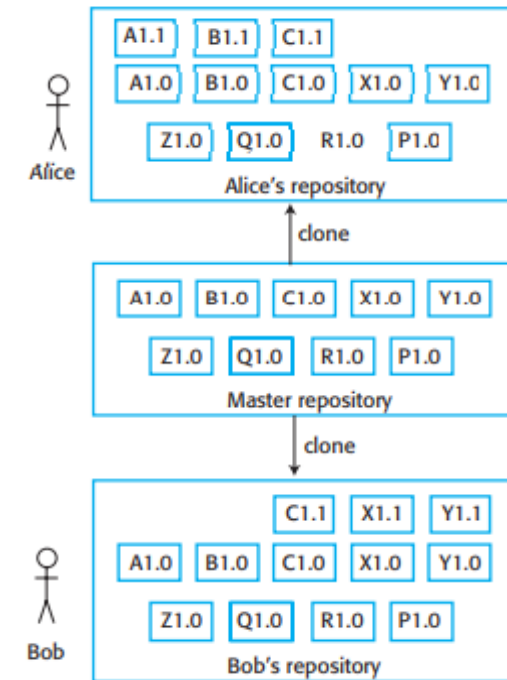 A1.1 B1.1 C1.1
A1.0 B1.0 C1.0 X1.0 Y1.0
Z1.0 Q1.0 R1.0 P1.0
Alice
Alice's repository
clone
A1.0 B1.0 C1.0 X1.0 Y1.0
Z1.0 Q1.0 R1.0 P1.0
Master repository
clone
C1.1 X1.1 Y1.1
A1.0 B1.0 C1.0 X1.0 Y1.0
Z1.0 Q1.0 R1.0 P1.0
Bob
Bob's repository